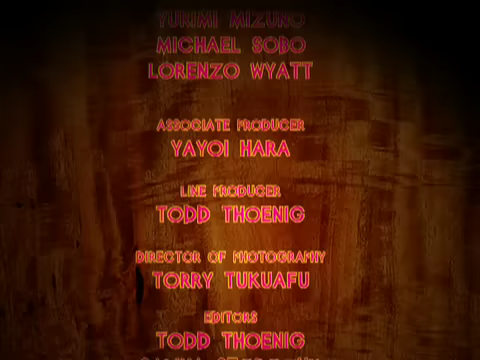 YURIMI MIZUNO
MICHAEL SOBO
LORENZO WYATT
ASSOCIATE PRODUCER
YAYOI HARA
LINE PRODUCER
TODD THOENIG
DIRECTOR OF PHOTOGRAPHY
TORRY TUKUAFU
EDITORS
TODD THOENIG